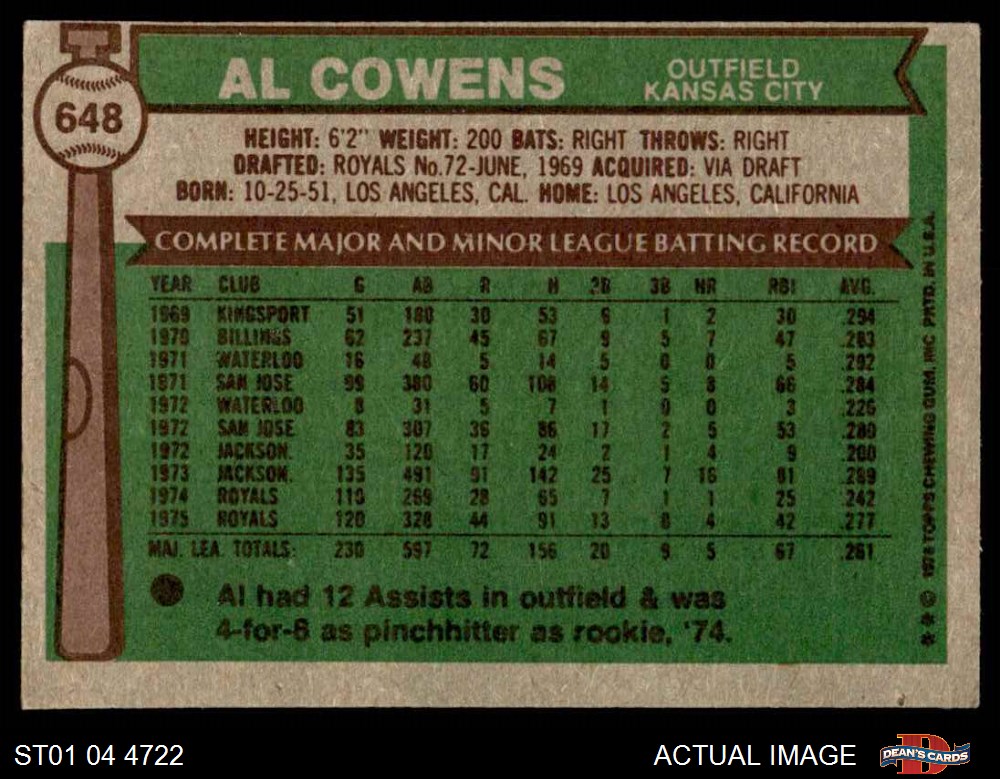 648
AL COWENS
OUTFIELD
KANSAS CITY
HEIGHT: 6'2" WEIGHT: 200 BATS: RIGHT THROWS: RIGHT
DRAFTED: ROYALS No.72-JUNE, 1969 ACQUIRED: VIA DRAFT
BORN: 10-25-51, LOS ANGELES, CAL. HOME: LOS ANGELES, CALIFORNIA
COMPLETE MAJOR AND MINOR LEAGUE BATTING RECORD
YEAR CLUB G AB R H 2B 3B HR RBI AVG.
1969 KINGSPORT 51 180 30 53 1 2 30 .294
1970 BILLINGS 62 237 45 67 9 5 7 47 .283
1971 WATERLOO 16 48 5 14 5 0 0 5 .292
1971 SAN JOSE 99 380 60 108 14 5 8 66 .284
1972 WATERLOO 8 31 5 7 1 0 0 3 .226
1972 SAN JOSE 83 307 36 86 17 2 5 53 .280
1972 JACKSON. 35 120 17 24 2 1 4 9 .200
1973 JACKSON. 135 491 91 142 25 7 16 81 .289
1974 ROYALS 110 269 28 65 7 1 1 25 .242
1975 ROYALS 120 328 44 91 13 8 4 42 .277
MAJ. LEA. TOTALS: 230 597 72 156 20 9 5 67 .261
Al had 12 Assists in outfield & was
4-for-6 as pinchhitter as rookie, '74.
** © 1976 TOPPS CHEWING GUM, INC PRTD. IN U.S.A.
ST01 04 4722
ACTUAL IMAGE
D
DEAN'S CARDS